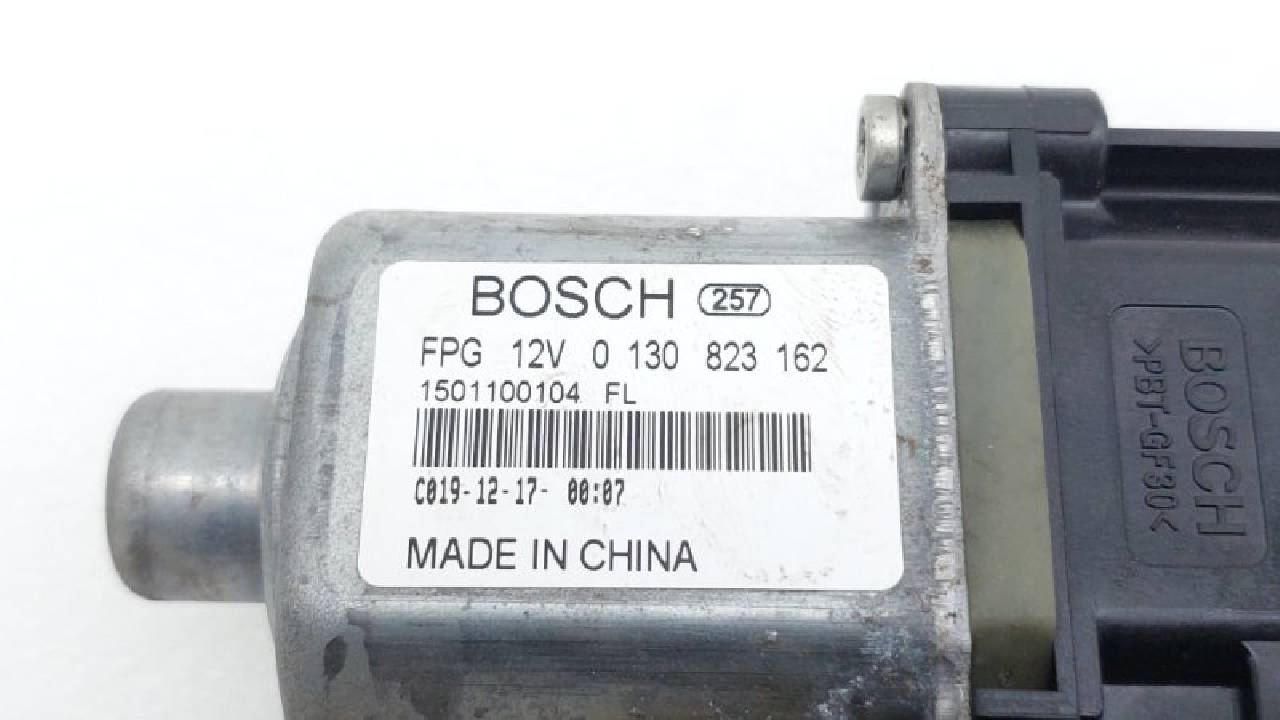 BOSCH 257
FPG 12V 0 130 823 162
1501100104 FL
C019-12-17- 00:07
MADE IN CHINA
BOSCH
>PBT-GF30<